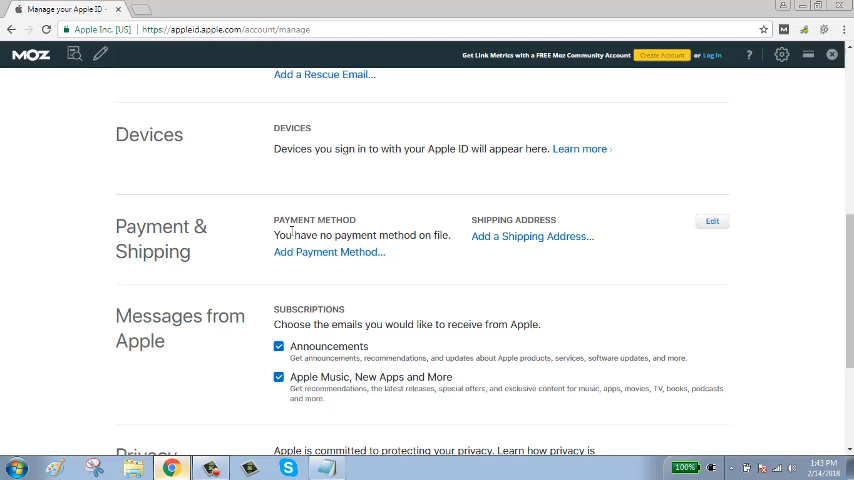 Manage your Apple ID
Apple Inc. [US] https://appleid.apple.com/account/manage
MOZ
Get Link Metrics with a FREE Moz Community Account Create Account or Log In
?
Add a Rescue Email...
Devices
DEVICES
Devices you sign in to with your Apple ID will appear here. Learn more ›
Payment & Shipping
PAYMENT METHOD
SHIPPING ADDRESS
Edit
You have no payment method on file.
Add a Shipping Address...
Add Payment Method...
Messages from Apple
SUBSCRIPTIONS
Choose the emails you would like to receive from Apple.
Announcements
Get announcements, recommendations, and updates about Apple products, services, software updates, and more.
Apple Music, New Apps and More
Get recommendations, the latest releases, special offers, and exclusive content for music, apps, movies, TV, books, podcasts
and more.
Privacy
Apple is committed to protecting your privacy. Learn how privacy is
100%
1:43 PM
2/14/2018